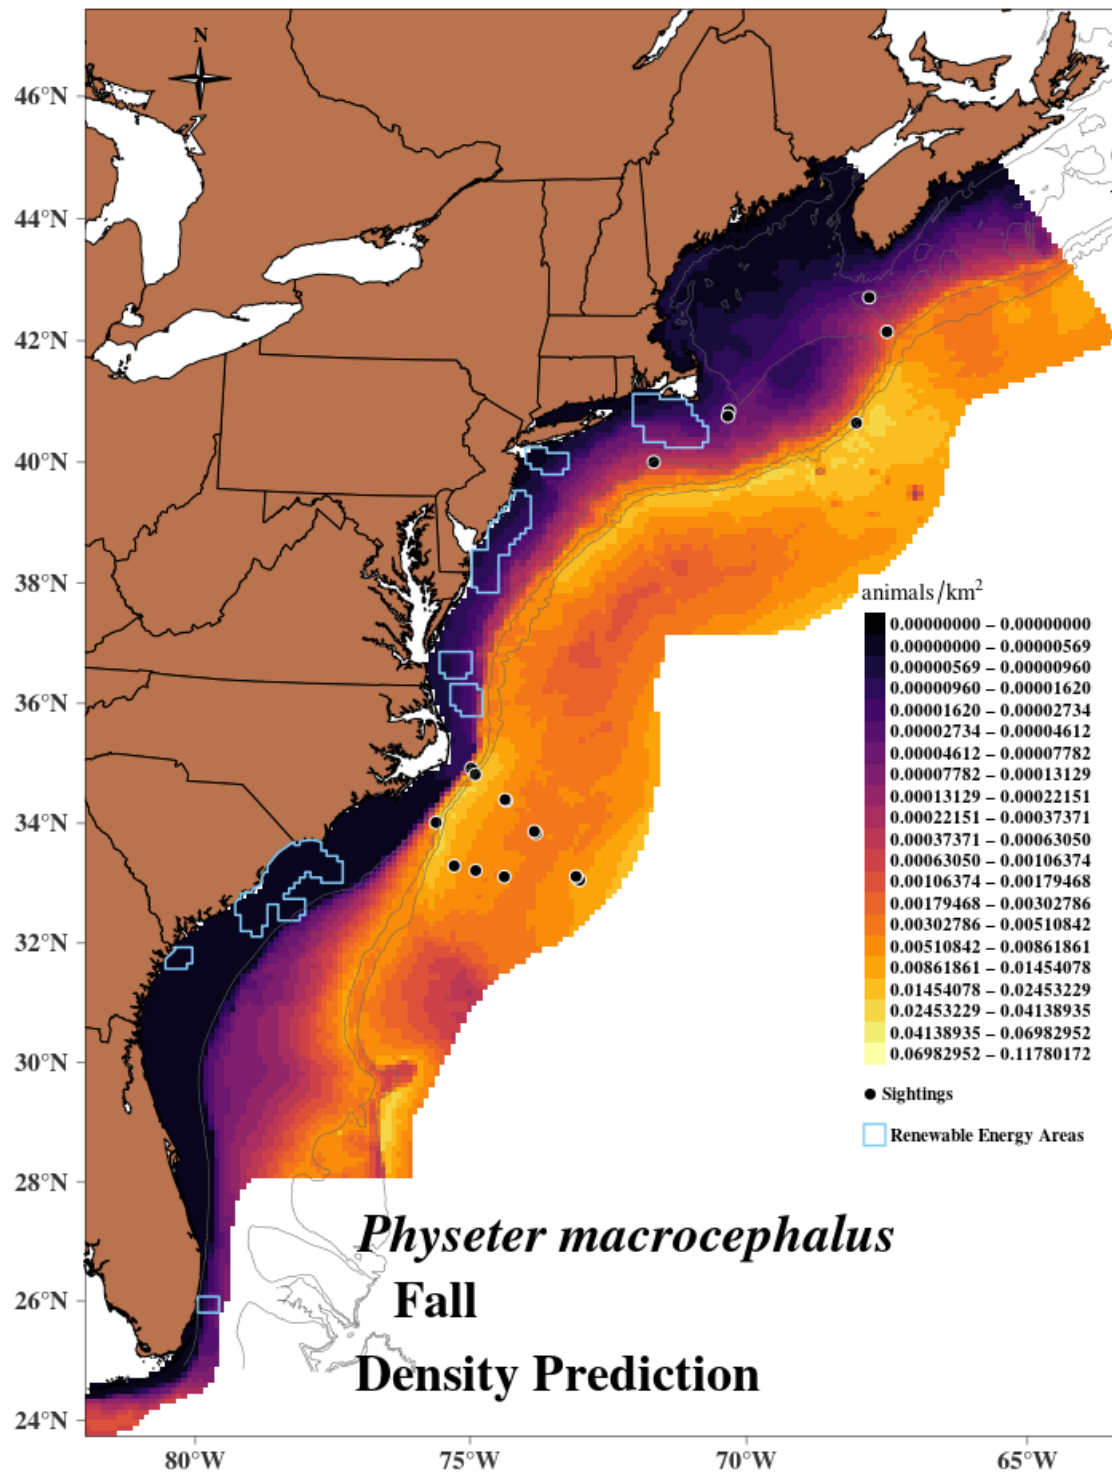 N
46°N
44°N
42°N
40°N
38°N
36°N
34°N
32°N
30°N
28°N
26°N
24°N
animals/km²
0.00000000 – 0.00000000
0.00000000 – 0.00000569
0.00000569 – 0.00000960
0.00000960 – 0.00001620
0.00001620 – 0.00002734
0.00002734 – 0.00004612
0.00004612 – 0.00007782
0.00007782 – 0.00013129
0.00013129 – 0.00022151
0.00022151 – 0.00037371
0.00037371 – 0.00063050
0.00063050 – 0.00106374
0.00106374 – 0.00179468
0.00179468 – 0.00302786
0.00302786 – 0.00510842
0.00510842 – 0.00861861
0.00861861 – 0.01454078
0.01454078 – 0.02453229
0.02453229 – 0.04138935
0.04138935 – 0.06982952
0.06982952 – 0.11780172
Sightings
Renewable Energy Areas
Physeter macrocephalus
Fall
Density Prediction
80°W
75°W
70°W
65°W